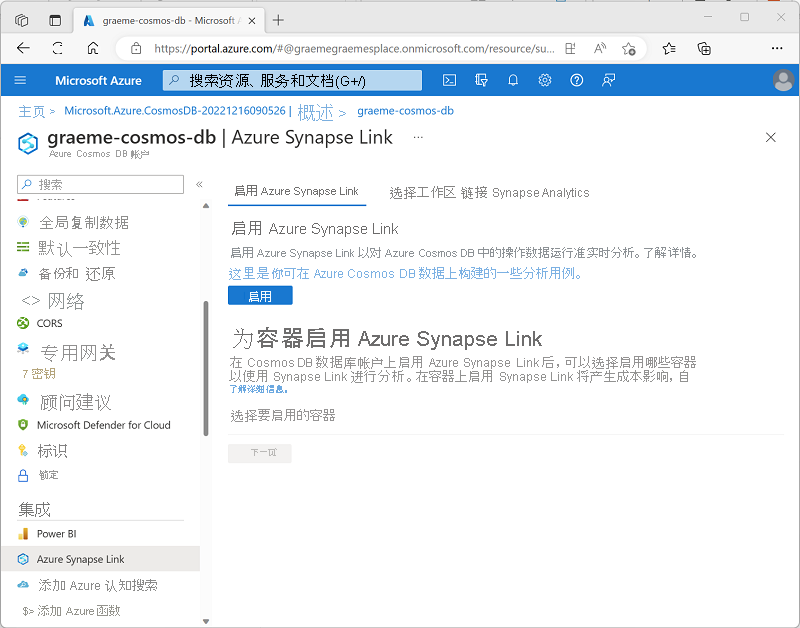 graeme-cosmos-db - Microsoft A
https://portal.azure.com/#@graemegraemesplace.onmicrosoft.com/resource/su...
Microsoft Azure
搜索资源、服务和文档(G+/)
主页 > Microsoft.Azure.CosmosDB-20221216090526 | 概述 > graeme-cosmos-db
graeme-cosmos-db | Azure Synapse Link ...
Azure Cosmos DB 帐户
搜索
«
启用 Azure Synapse Link
选择工作区 链接 Synapse Analytics
全局复制数据
默认一致性
备份和 还原
<> 网络
CORS
专用网关
7 密钥
顾问建议
Microsoft Defender for Cloud
标识
锁定
集成
Power BI
Azure Synapse Link
添加 Azure 认知搜索
$> 添加 Azure 函数
启用 Azure Synapse Link
启用 Azure Synapse Link 以对 Azure Cosmos DB 中的操作数据运行准实时分析。了解详情。
这里是你可在 Azure Cosmos DB 数据上构建的一些分析用例。
启用
为容器启用 Azure Synapse Link
在 Cosmos DB 数据库帐户上启用 Azure Synapse Link 后, 可以选择启用哪些容器
以使用 Synapse Link 进行分析。在容器上启用 Synapse Link 将产生成本影响, 自
了解详细信息。
选择要启用的容器
下一页